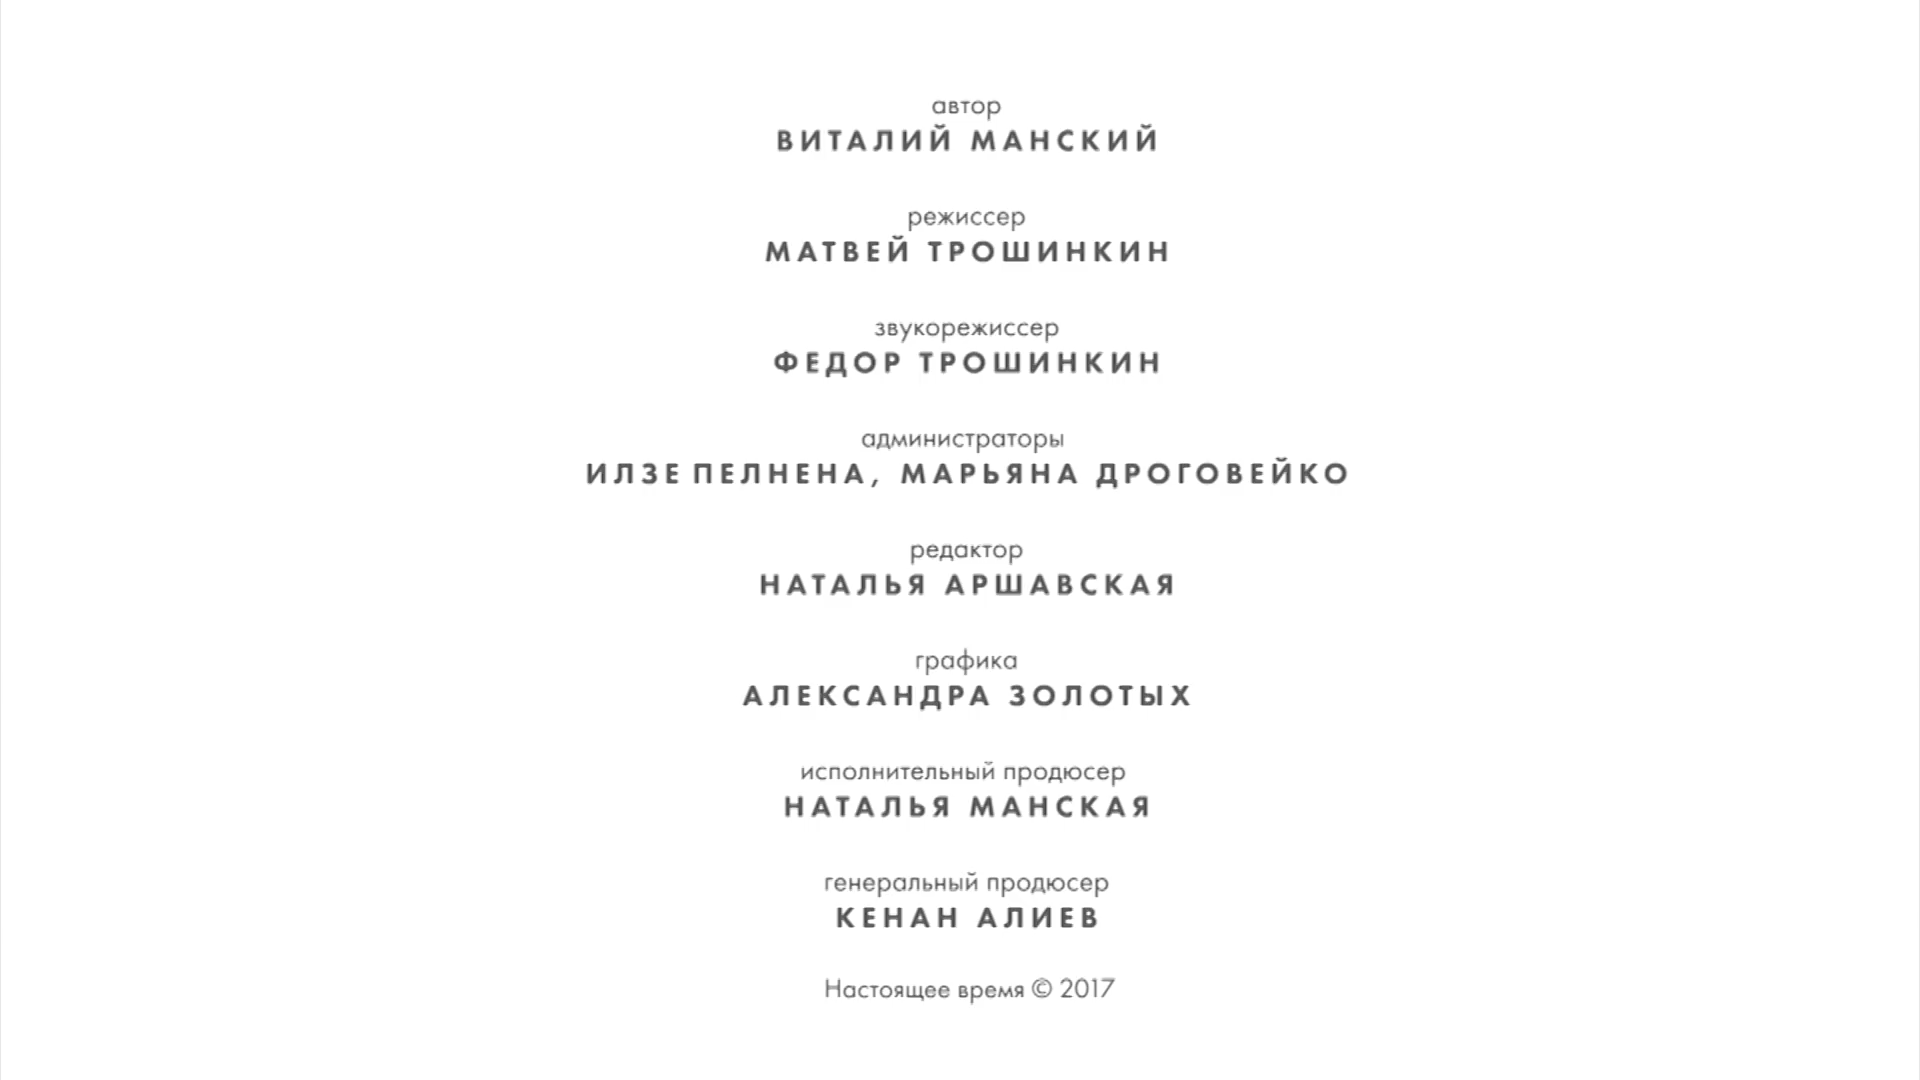 автор
ВИТАЛИЙ МАНСКИЙ
режиссер
МАТВЕЙ ТРОШИНКИН
звукорежиссер
ФЕДОР ТРОШИНКИН
администраторы
ИЛЗЕ ПЕЛНЕНА, МАРЬЯНА ДРОГОВЕЙКО
редактор
НАТАЛЬЯ АРШАВСКАЯ
графика
АЛЕКСАНДРА ЗОЛОТЫХ
исполнительный продюсер
НАТАЛЬЯ МАНСКАЯ
генеральный продюсер
КЕНАН АЛИЕВ
Настоящее время © 2017